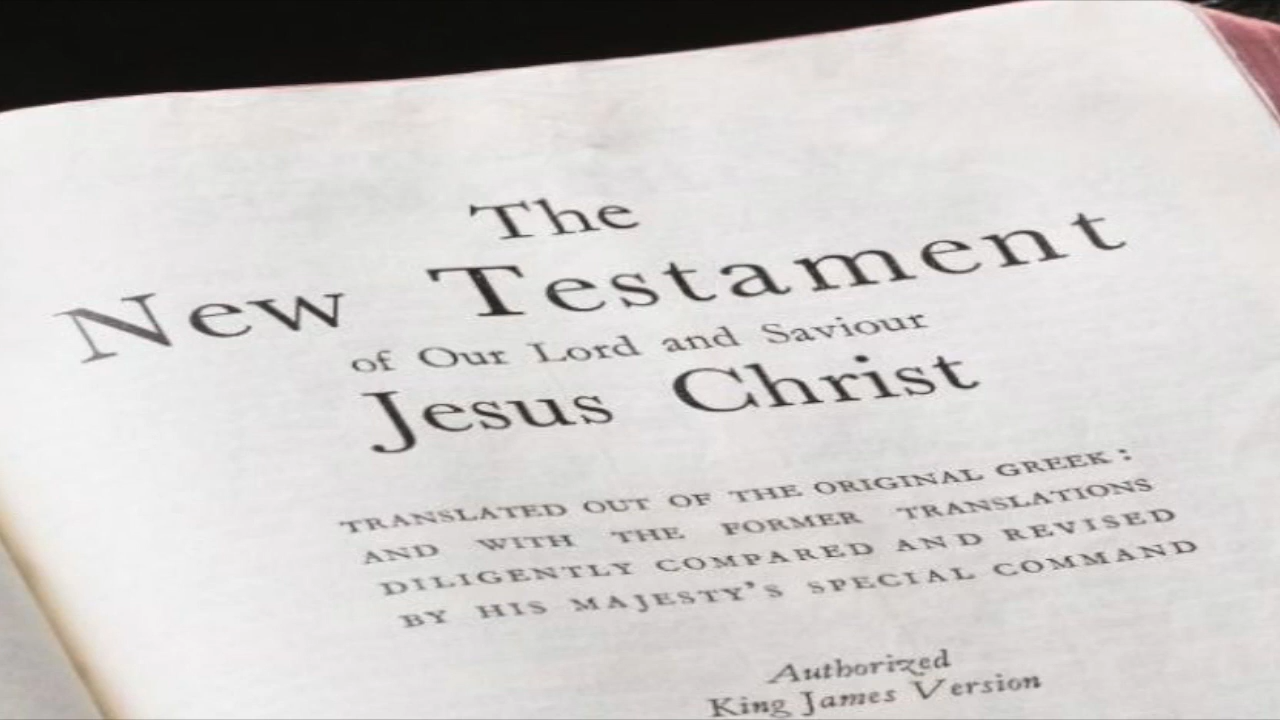 The
New Testament
of Our Lord and Saviour
Jesus Christ
TRANSLATED OUT OF THE ORIGINAL GREEK :
AND WITH THE FORMER TRANSLATIONS
DILIGENTLY COMPARED AND REVISED
BY HIS MAJESTY'S SPECIAL COMMAND
Authorized
King James Version